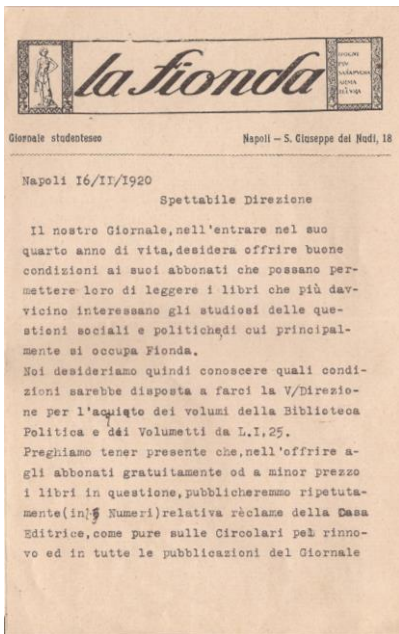 la Fionda
Giornale studentesco Napoli – S. Giuseppe dei Nudi, 18
Napoli 16/II/1920
Spettabile Direzione
Il nostro Giornale,nell'entrare nel suo
quarto anno di vita,desidera offrire buone
condizioni ai suoi abbonati che possano per-
mettere loro di leggere i libri che più dav-
vicino interessano gli studiosi delle que-
stioni sociali e politiche,di cui principal-
mente si occupa Fionda.
Noi desideriamo quindi conoscere quali condi-
zioni sarebbe disposta a farci la V/Direzio-
ne per l'acquisto dei volumi della Biblioteca
Politica e dei Volumetti da L.I,25.
Preghiamo tener presente che,nell'offrire a-
gli abbonati gratuitamente od a minor prezzo
i libri in questione,pubblicheremmo ripetuta-
mente(in 5 Numeri)relativa rèclame della Casa
Editrice,come pure sulle Circolari pel rinno-
vo ed in tutte le pubblicazioni del Giornale